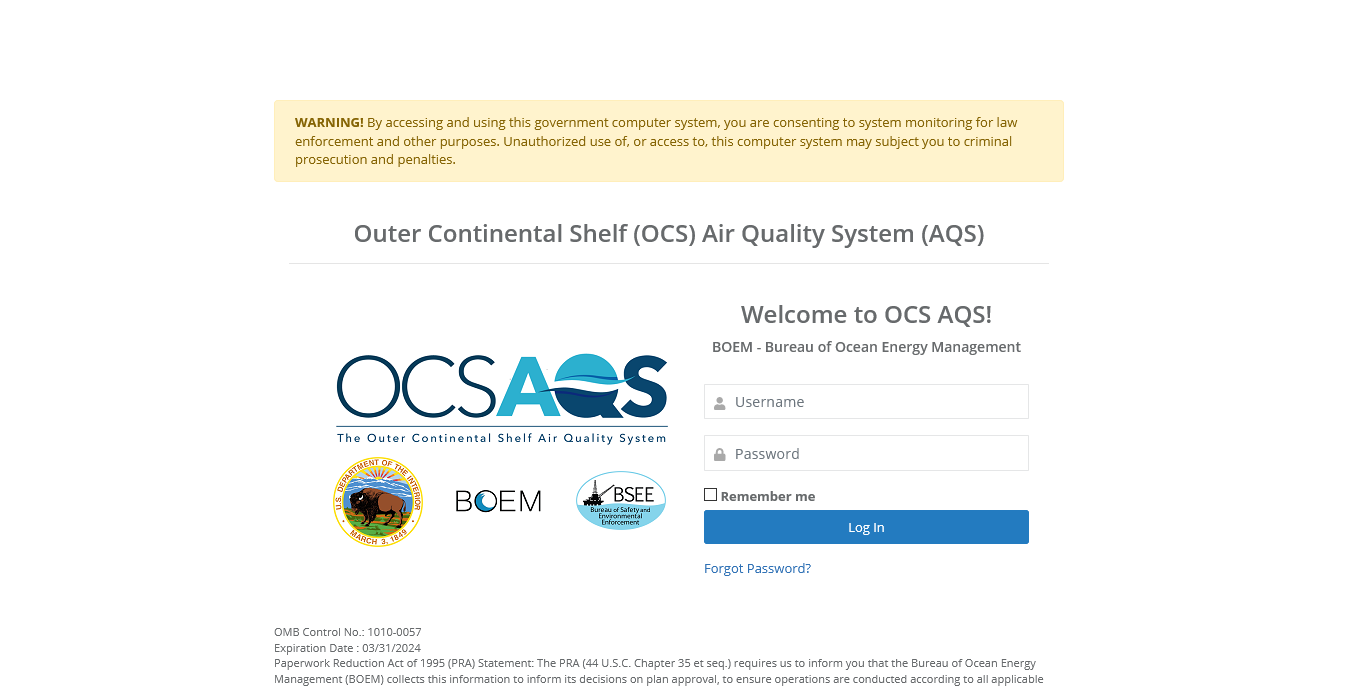 WARNING! By accessing and using this government computer system, you are consenting to system monitoring for law
enforcement and other purposes. Unauthorized use of, or access to, this computer system may subject you to criminal
prosecution and penalties.
Outer Continental Shelf (OCS) Air Quality System (AQS)
OCSAQS
The Outer Continental Shelf Air Quality System
U.S. DEPARTMENT OF THE INTERIOR
MARCH 3, 1849
BOEM
BSEE
Bureau of Safety and
Environmental
Enforcement
Welcome to OCS AQS!
BOEM - Bureau of Ocean Energy Management
Username
Password
Remember me
Log In
Forgot Password?
OMB Control No.: 1010-0057
Expiration Date : 03/31/2024
Paperwork Reduction Act of 1995 (PRA) Statement: The PRA (44 U.S.C. Chapter 35 et seq.) requires us to inform you that the Bureau of Ocean Energy
Management (BOEM) collects this information to inform its decisions on plan approval, to ensure operations are conducted according to all applicable